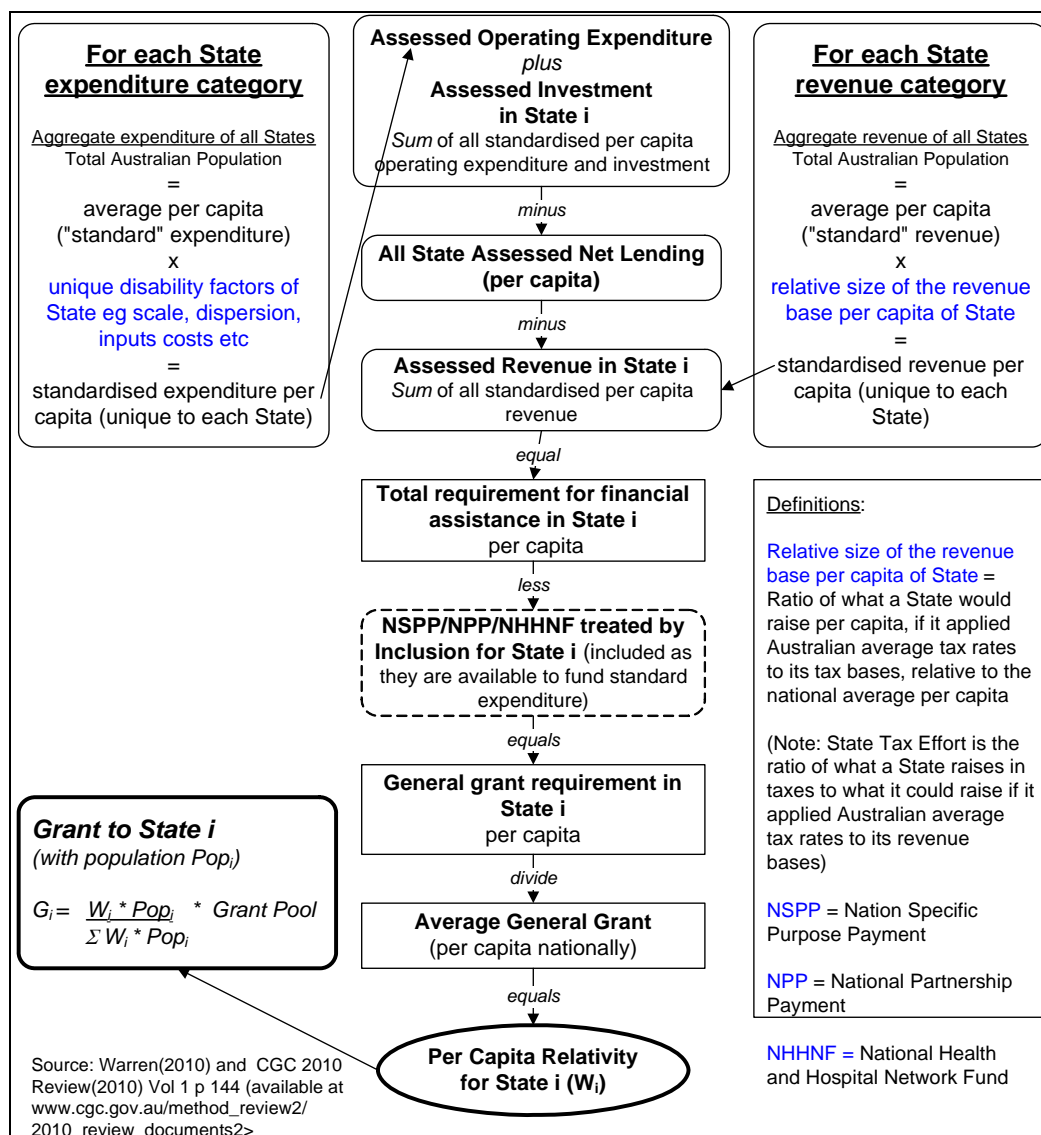 For each State
expenditure category
Aggregate expenditure of all States
Total Australian Population
=
average per capita
("standard" expenditure)
x
unique disability factors of
State eg scale, dispersion,
inputs costs etc
=
standardised expenditure per
capita (unique to each State)
Assessed Operating Expenditure
plus
Assessed Investment
in State i
Sum of all standardised per capita
operating expenditure and investment
minus
All State Assessed Net Lending
(per capita)
minus
Assessed Revenue in State i
Sum of all standardised per capita
revenue
equal
Total requirement for financial
assistance in State i
per capita
less
NSPP/NPP/NHHNF treated by
Inclusion for State i (included as
they are available to fund standard
expenditure)
equals
General grant requirement in
State i
per capita
divide
Average General Grant
(per capita nationally)
equals
Per Capita Relativity
for State i (Wi)
For each State
revenue category
Aggregate revenue of all States
Total Australian Population
=
average per capita
("standard" revenue)
x
relative size of the revenue
base per capita of State
=
standardised revenue per
capita (unique to each
State)
Definitions:
Relative size of the revenue
base per capita of State =
Ratio of what a State would
raise per capita, if it applied
Australian average tax rates
to its tax bases, relative to the
national average per capita
(Note: State Tax Effort is the
ratio of what a State raises in
taxes to what it could raise if it
applied Australian average
tax rates to its revenue
bases)
NSPP = Nation Specific
Purpose Payment
NPP = National Partnership
Payment
NHHNF = National Health
and Hospital Network Fund
Grant to State i
(with population Popi)
Gi = Wi * Popi * Grant Pool
Σ Wi * Popi
Source: Warren(2010) and CGC 2010
Review(2010) Vol 1 p 144 (available at
www.cgc.gov.au/method_review2/
2010_review_documents2>